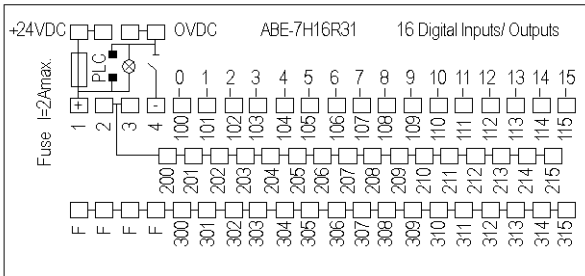 +24VDC 0VDC ABE-7H16R31 16 Digital Inputs/ Outputs
PLC
Fuse I=2Amax.
0 1 2 3 4 5 6 7 8 9 10 11 12 13 14 15
+ -
1 2 3 4 100 101 102 103 104 105 106 107 108 109 110 111 112 113 114 115
200 201 202 203 204 205 206 207 208 209 210 211 212 213 214 215
F F F F 300 301 302 303 304 305 306 307 308 309 310 311 312 313 314 315